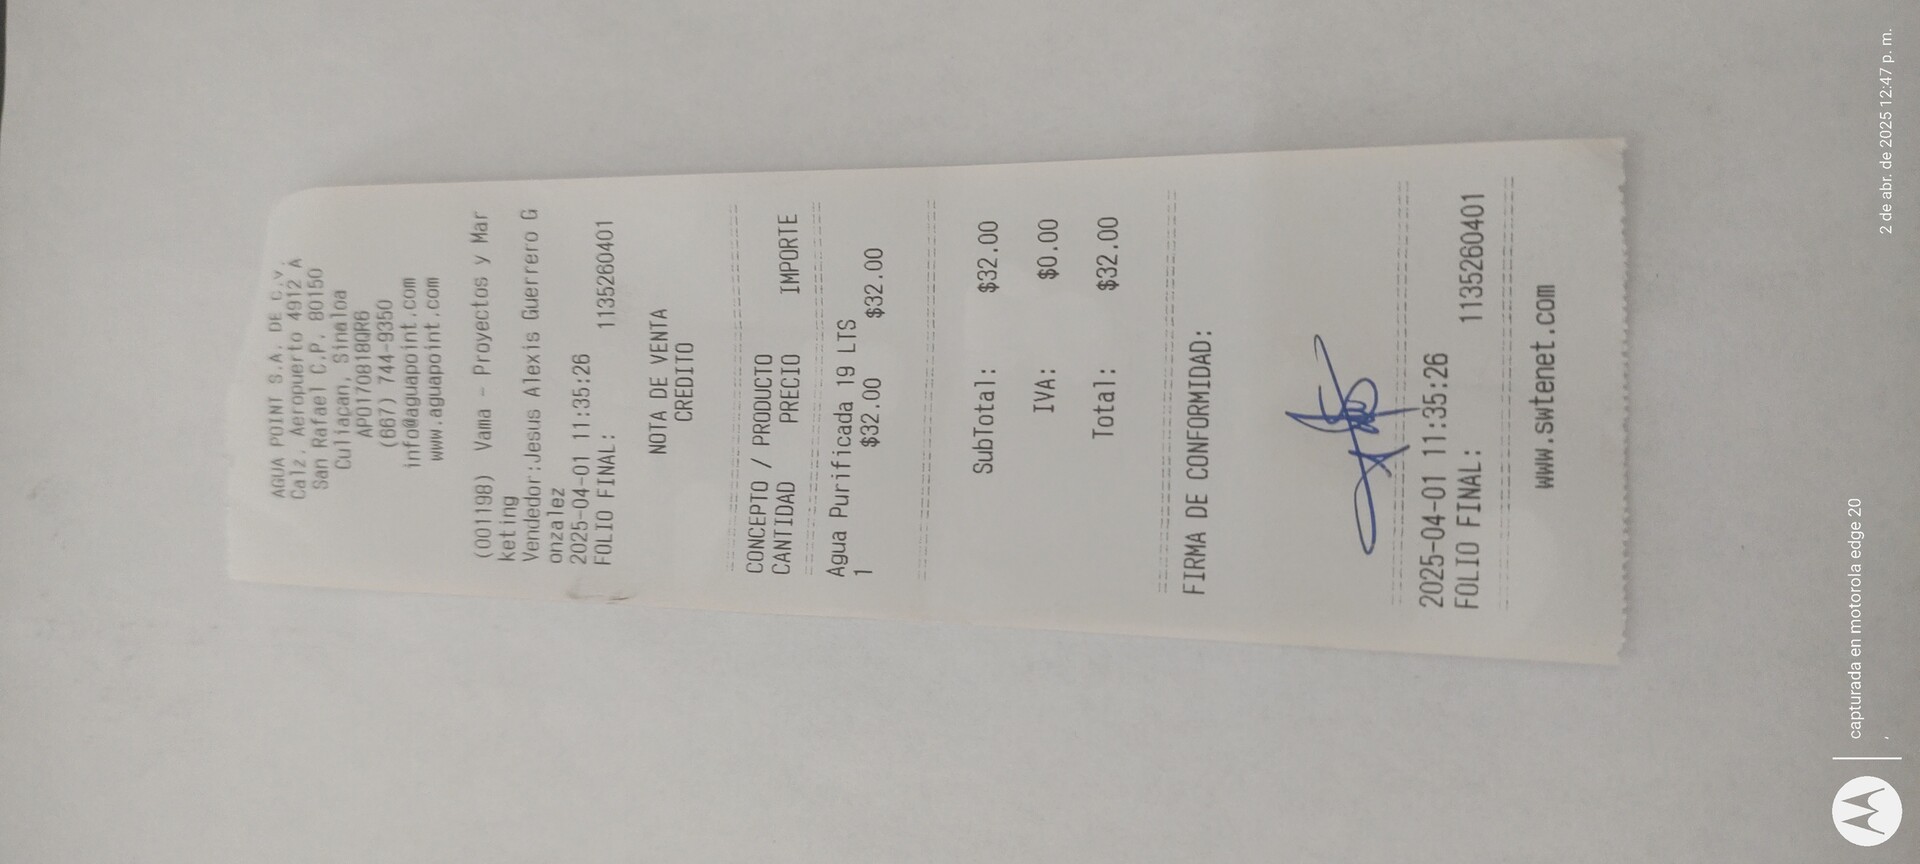 AGUA POINT S.A. DE C.V.
Calz. Aeropuerto 4912 A
San Rafael C.P. 80150
Culiacan, Sinaloa
APO170818QR6
(667) 744-9350
info@aguapoint.com
www.aguapoint.com
(001198) Vama - Proyectos y Mar
keting
Vendedor:Jesus Alexis Guerrero G
onzalez
2025-04-01 11:35:26
FOLIO FINAL: 1135260401
NOTA DE VENTA
CREDITO
CONCEPTO / PRODUCTO
CANTIDAD PRECIO IMPORTE
Agua Purificada 19 LTS
1 $32.00 $32.00
SubTotal: $32.00
IVA: $0.00
Total: $32.00
FIRMA DE CONFORMIDAD:
2025-04-01 11:35:26
FOLIO FINAL: 1135260401
www.swtenet.com
capturada en motorola edge 20
2 de abr. de 2025 12:47 p. m.